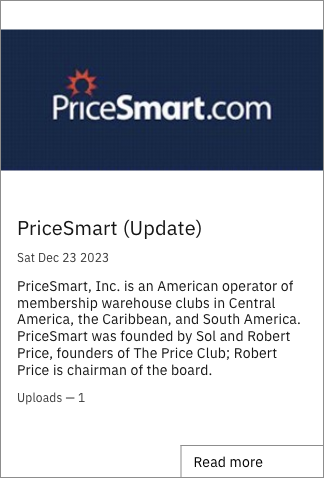 PriceSmart.com
PriceSmart (Update)
Sat Dec 23 2023
PriceSmart, Inc. is an American operator of
membership warehouse clubs in Central
America, the Caribbean, and South America.
PriceSmart was founded by Sol and Robert
Price, founders of The Price Club; Robert
Price is chairman of the board.
Uploads — 1
Read more